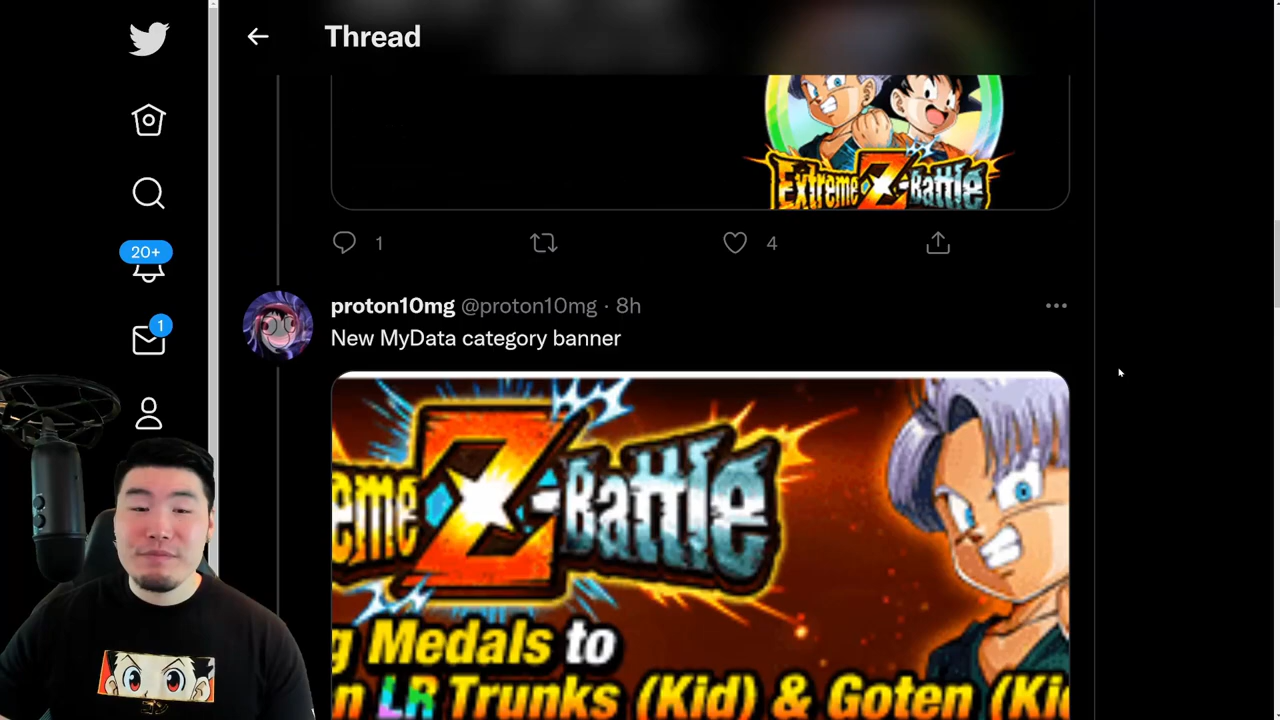 Thread
Extreme Z-Battle
1
4
20+
proton10mg @proton10mg · 8h
New MyData category banner
1
eme Z-Battle
g Medals to
n LR Trunks (Kid) & Goten (Ki